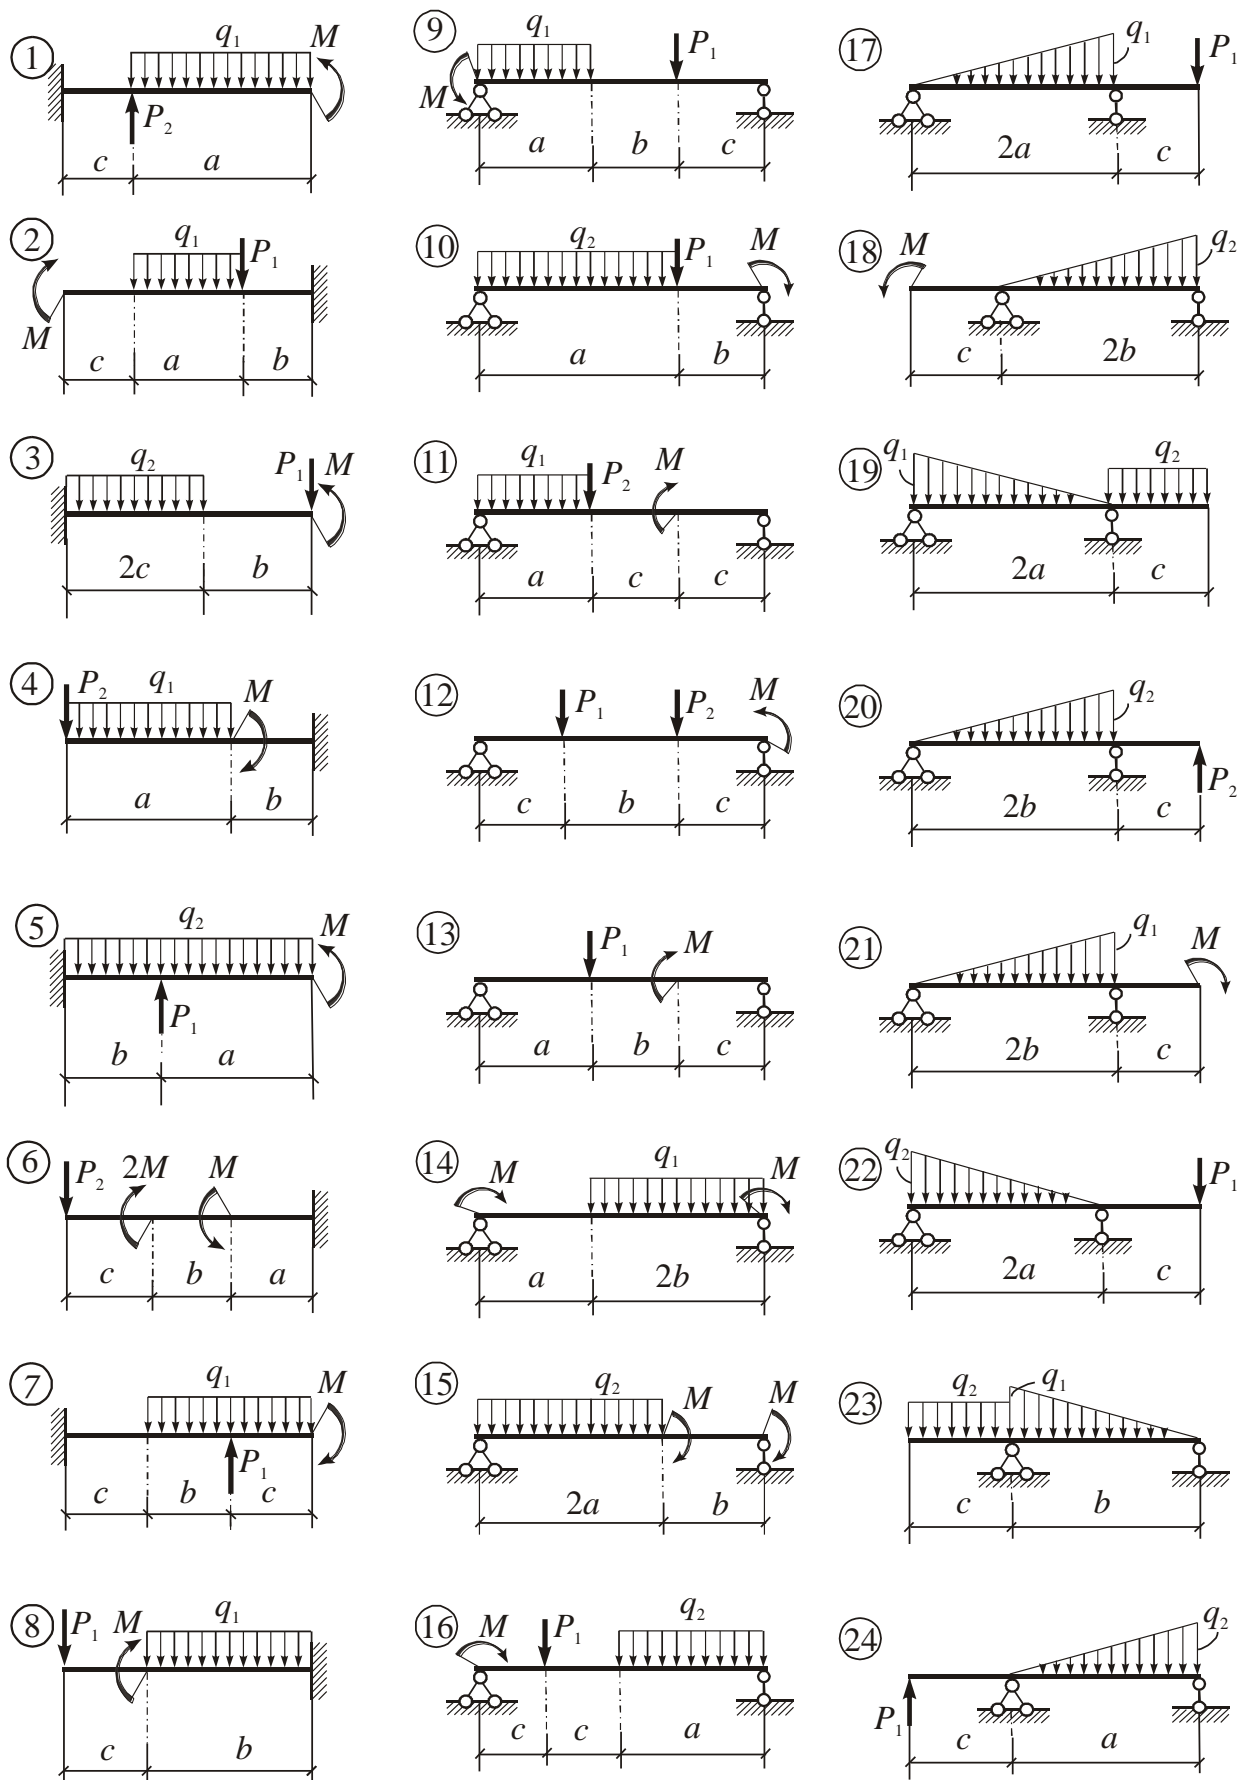 1 q₁ M
P₂
c a
2 q₁ P₁
M
c a b
3 q₂ P₁ M
2c b
4 P₂ q₁ M
a b
5 q₂ M
P₁
b a
6 P₂ 2M M
c b a
7 q₁ M
P₁
c b c
8 P₁ M q₁
c b
9 q₁ P₁
M
a b c
10 q₂ P₁ M
a b
11 q₁ P₂ M
a c c
12 P₁ P₂ M
c b c
13 P₁ M
a b c
14 M q₁ M
a 2b
15 q₂ M M
2a b
16 M P₁ q₂
c c a
17 q₁ P₁
2a c
18 M q₂
c 2b
19 q₁ q₂
2a c
20 q₂
P₂
2b c
21 q₁ M
2b c
22 q₂ P₁
2a c
23 q₂ q₁
c b
24 q₂
P₁
c a